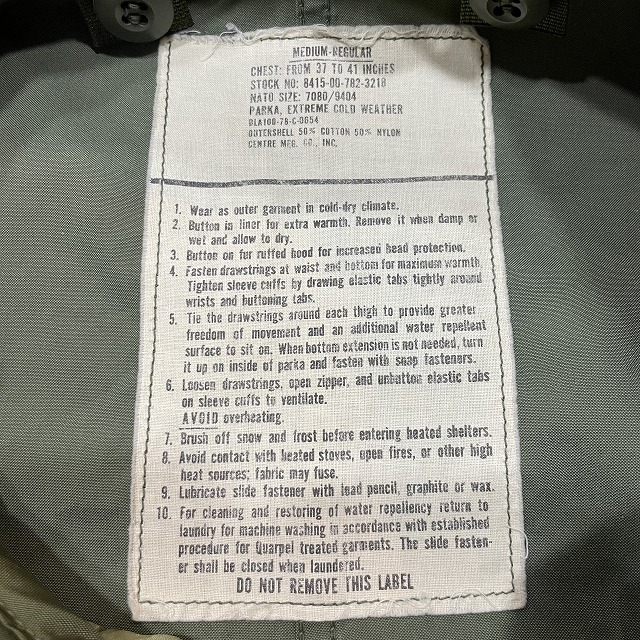 MEDIUM-REGULAR
CHEST: FROM 37 TO 41 INCHES
STOCK NO: 8415-00-782-3218
NATO SIZE: 7080/9404
PARKA, EXTREME COLD WEATHER
DLA100-78-C-0654
OUTERSHELL 50% COTTON 50% NYLON
CENTRE MFG. CO., INC.
1. Wear as outer garment in cold-dry climate.
2. Button in liner for extra warmth. Remove it when damp or
wet and allow to dry.
3. Button on fur ruffed hood for increased head protection.
4. Fasten drawstrings at waist and bottom for maximum warmth.
Tighten sleeve cuffs by drawing elastic tabs tightly around
wrists and buttoning tabs.
5. Tie the drawstrings around each thigh to provide greater
freedom of movement and an additional water repellent
surface to sit on. When bottom extension is not needed, turn
it up on inside of parka and fasten with snap fasteners.
6. Loosen drawstrings, open zipper, and unbutton elastic tabs
on sleeve cuffs to ventilate.
AVOID overheating.
7. Brush off snow and frost before entering heated shelters.
8. Avoid contact with heated stoves, open fires, or other high
heat sources; fabric may fuse.
9. Lubricate slide fastener with lead pencil, graphite or wax.
10. For cleaning and restoring of water repellency return to
laundry for machine washing in accordance with established
procedure for Quarpel treated garments. The slide fasten-
er shall be closed when laundered.
DO NOT REMOVE THIS LABEL